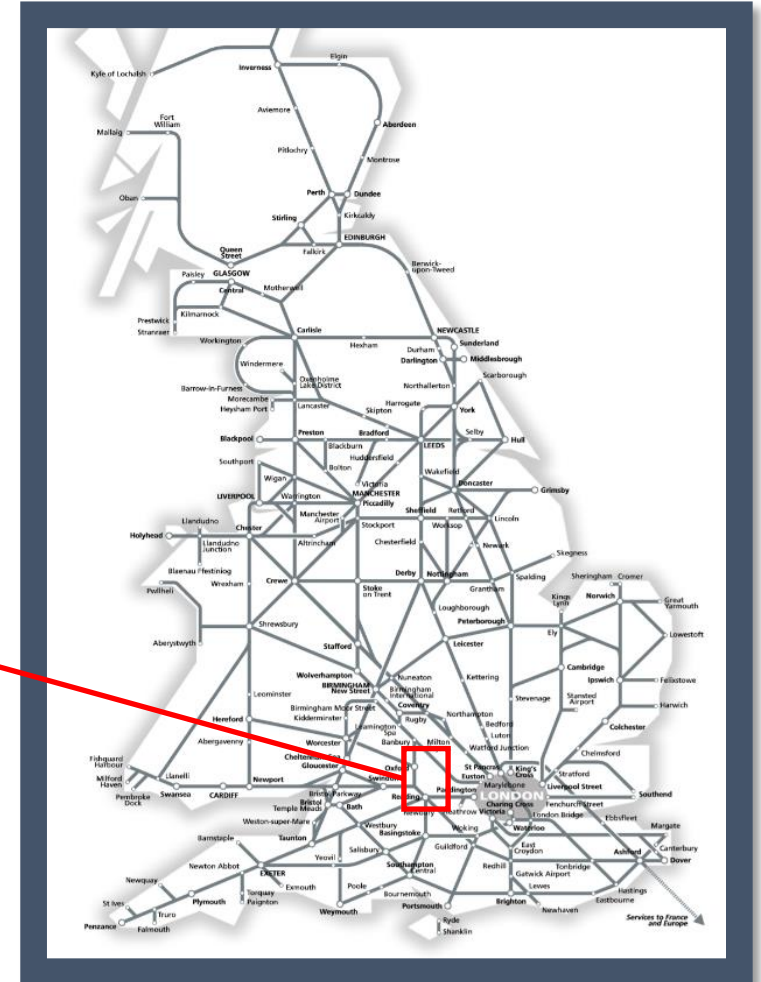 Elgin
Inverness
Kyle of Lochalsh
Aviemore
Fort
William
Aberdeen
Mallaig
Pitlochry
Montrose
Perth
Dundee
Oban
Kirkcaldy
Stirling
EDINBURGH
Queen
Street
Falkirk
Berwick-
upon-Tweed
Paisley
GLASGOW
Central
Motherwell
Kilmarnock
Prestwick
Stranraer
Carlisle
NEWCASTLE
Workington
Hexham
Sunderland
Durham
Darlington
Middlesbrough
Windermere
Scarborough
Oxenholme
Lake District
Barrow-in-Furness
Northallerton
Morecambe
Heysham Port
Lancaster
Harrogate
York
Skipton
Preston
Bradford
Selby
Blackpool
Blackburn
LEEDS
Hull
Huddersfield
Southport
Bolton
Wakefield
Wigan
Victoria
Doncaster
MANCHESTER
Piccadilly
Grimsby
LIVERPOOL
Warrington
Manchester
Airport
Sheffield
Retford
Llandudno
Stockport
Worksop
Lincoln
Holyhead
Chester
Llandudno
Junction
Altrincham
Chesterfield
Newark
Skegness
Blaenau Ffestiniog
Derby
Nottingham
Spalding
Sheringham
Cromer
Pwllheli
Wrexham
Crewe
Stoke
on Trent
Grantham
Kings
Lynn
Norwich
Great
Yarmouth
Loughborough
Shrewsbury
Peterborough
Ely
Lowestoft
Aberystwyth
Stafford
Leicester
Cambridge
Wolverhampton
Nuneaton
Kettering
BIRMINGHAM
New Street
Birmingham
International
Ipswich
Felixstowe
Leominster
Coventry
Stevenage
Stansted
Airport
Birmingham Moor Street
Kidderminster
Rugby
Northampton
Harwich
Hereford
Leamington
Spa
Bedford
Colchester
Abergavenny
Worcester
Banbury
Milton
Luton
Watford Junction
Chelmsford
Fishguard
Harbour
Gloucester
Oxford
St Pancras
King's
Cross
Milford
Haven
Llanelli
Euston
Stratford
Newport
Marylebone
Liverpool Street
Pembroke
Dock
Swansea
CARDIFF
Bristol Parkway
Paddington
LONDON
Southend
Bristol
Temple Meads
Bath
Reading
Charing Cross
Fenchurch Street
Newbury
Victoria
London Bridge
Ebbsfleet
Weston-super-Mare
Westbury
Basingstoke
Woking
Waterloo
Margate
Barnstaple
Taunton
Guildford
East
Croydon
Canterbury
Salisbury
Ashford
Dover
Yeovil
Southampton
Central
Redhill
Tonbridge
Newton Abbot
EXETER
Gatwick Airport
Newquay
Exmouth
Poole
Lewes
Hastings
St Ives
Torquay
Paignton
Bournemouth
Eastbourne
Plymouth
Portsmouth
Brighton
Newhaven
Truro
Weymouth
Ryde
Services to France
and Europe
Penzance
Falmouth
Shanklin